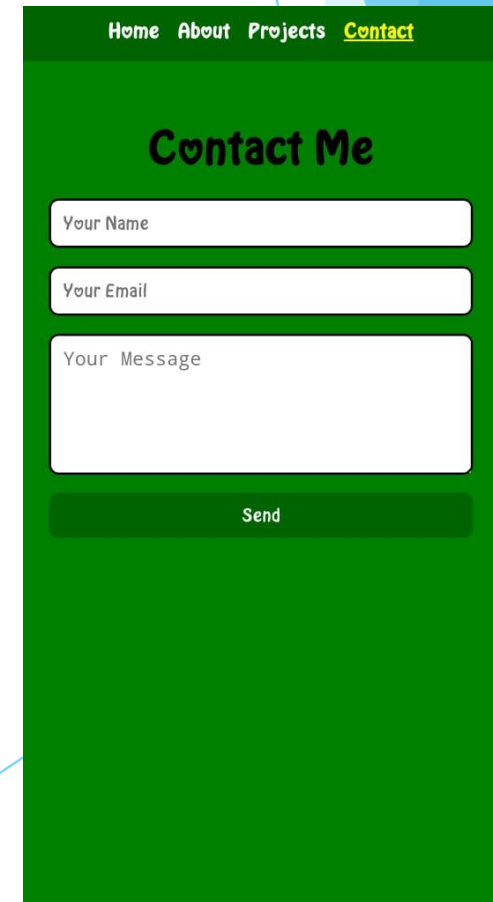 Home About Projects Contact
Contact Me
Your Name
Your Email
Your Message
Send